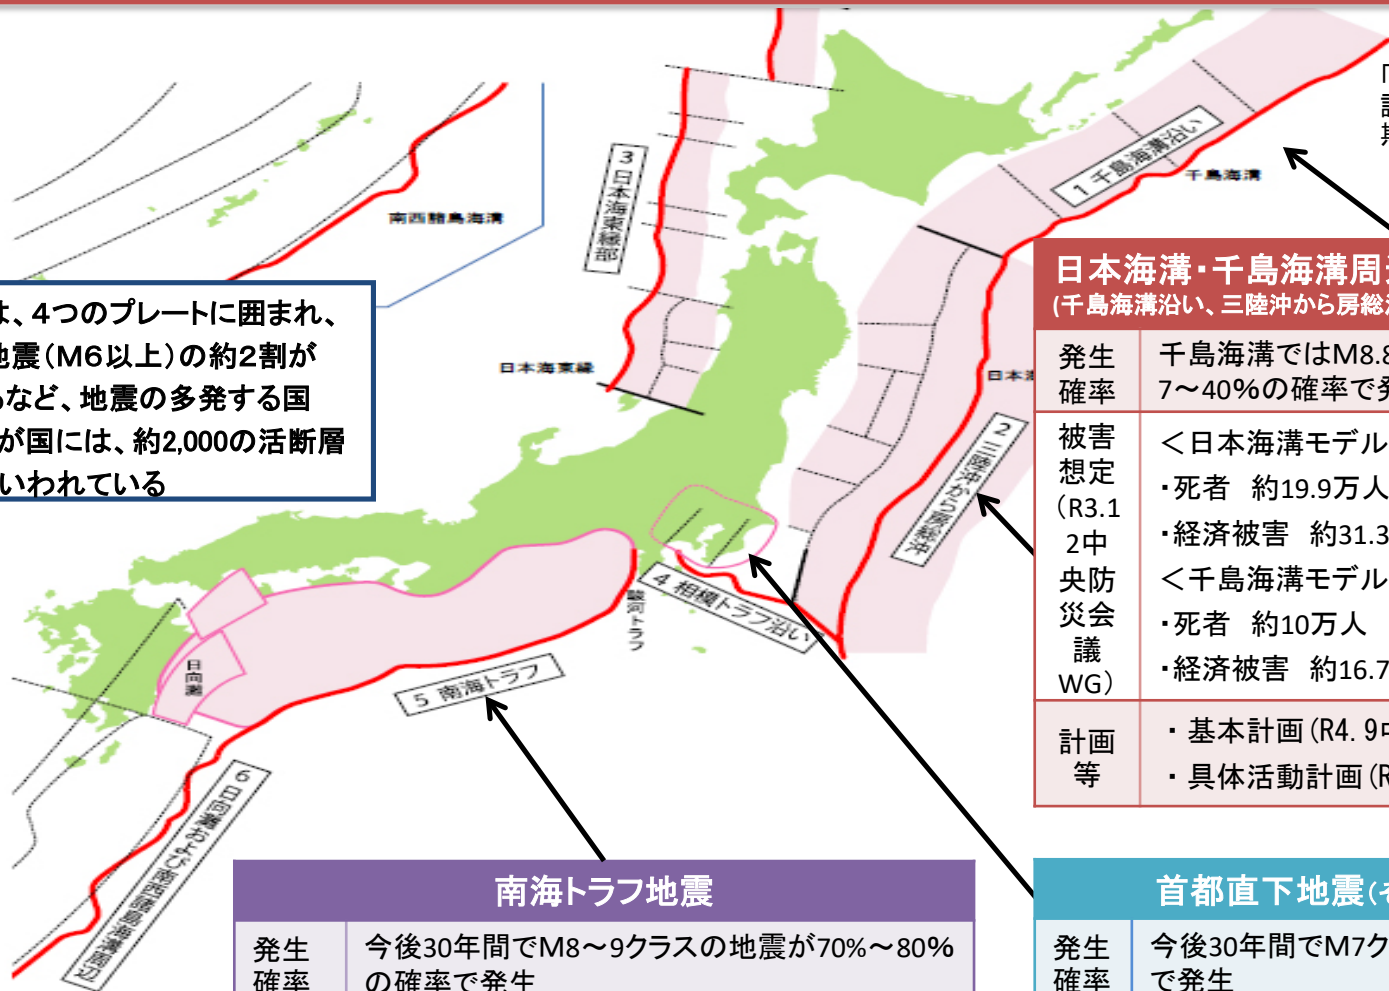 南西諸島海溝
3 日本海東縁部
1 千島海溝沿い
千島海溝
は、4つのプレートに囲まれ、
地震(M6以上)の約2割が
など、地震の多発する国
が国には、約2,000の活断層
いわれている
日本海東縁
日本海
2 三陸沖から房総沖
4 相模トラフ沿い
駿河トラフ
日向灘
5 南海トラフ
6 日向灘および南西諸島海溝周辺
日本海溝・千島海溝周
(千島海溝沿い、三陸沖から房総
発生
確率
千島海溝ではM8.8
7~40%の確率で発
被害
想定
(R3.1
2中
央防
災会
議
WG)
<日本海溝モデル
・死者 約19.9万人
・経済被害 約31.3
<千島海溝モデル
・死者 約10万人
・経済被害 約16.7
計画
等
・基本計画(R4.9中
・具体活動計画(R
南海トラフ地震
発生
確率
今後30年間でM8~9クラスの地震が70%~80%
の確率で発生
首都直下地震(そ
発生
確率
今後30年間でM7ク
で発生